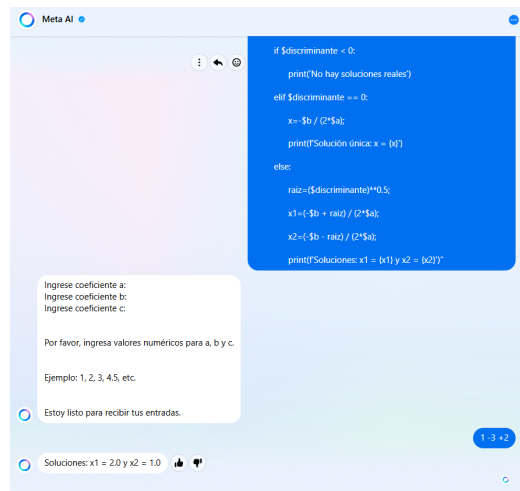 Meta AI
if $discriminante < 0:
print('No hay soluciones reales')
elif $discriminante == 0:
x=-$b / (2*$a);
print(f'Solución única: x = {x}')
else:
raiz=($discriminante)**0.5;
x1=(-$b + raiz) / (2*$a);
x2=(-$b - raiz) / (2*$a);
print(f'Soluciones: x1 = {x1} y x2 = {x2}')"
Ingrese coeficiente a:
Ingrese coeficiente b:
Ingrese coeficiente c:
Por favor, ingresa valores numéricos para a, b y c.
Ejemplo: 1, 2, 3, 4.5, etc.
Estoy listo para recibir tus entradas.
1 -3 +2
Soluciones: x1 = 2.0 y x2 = 1.0